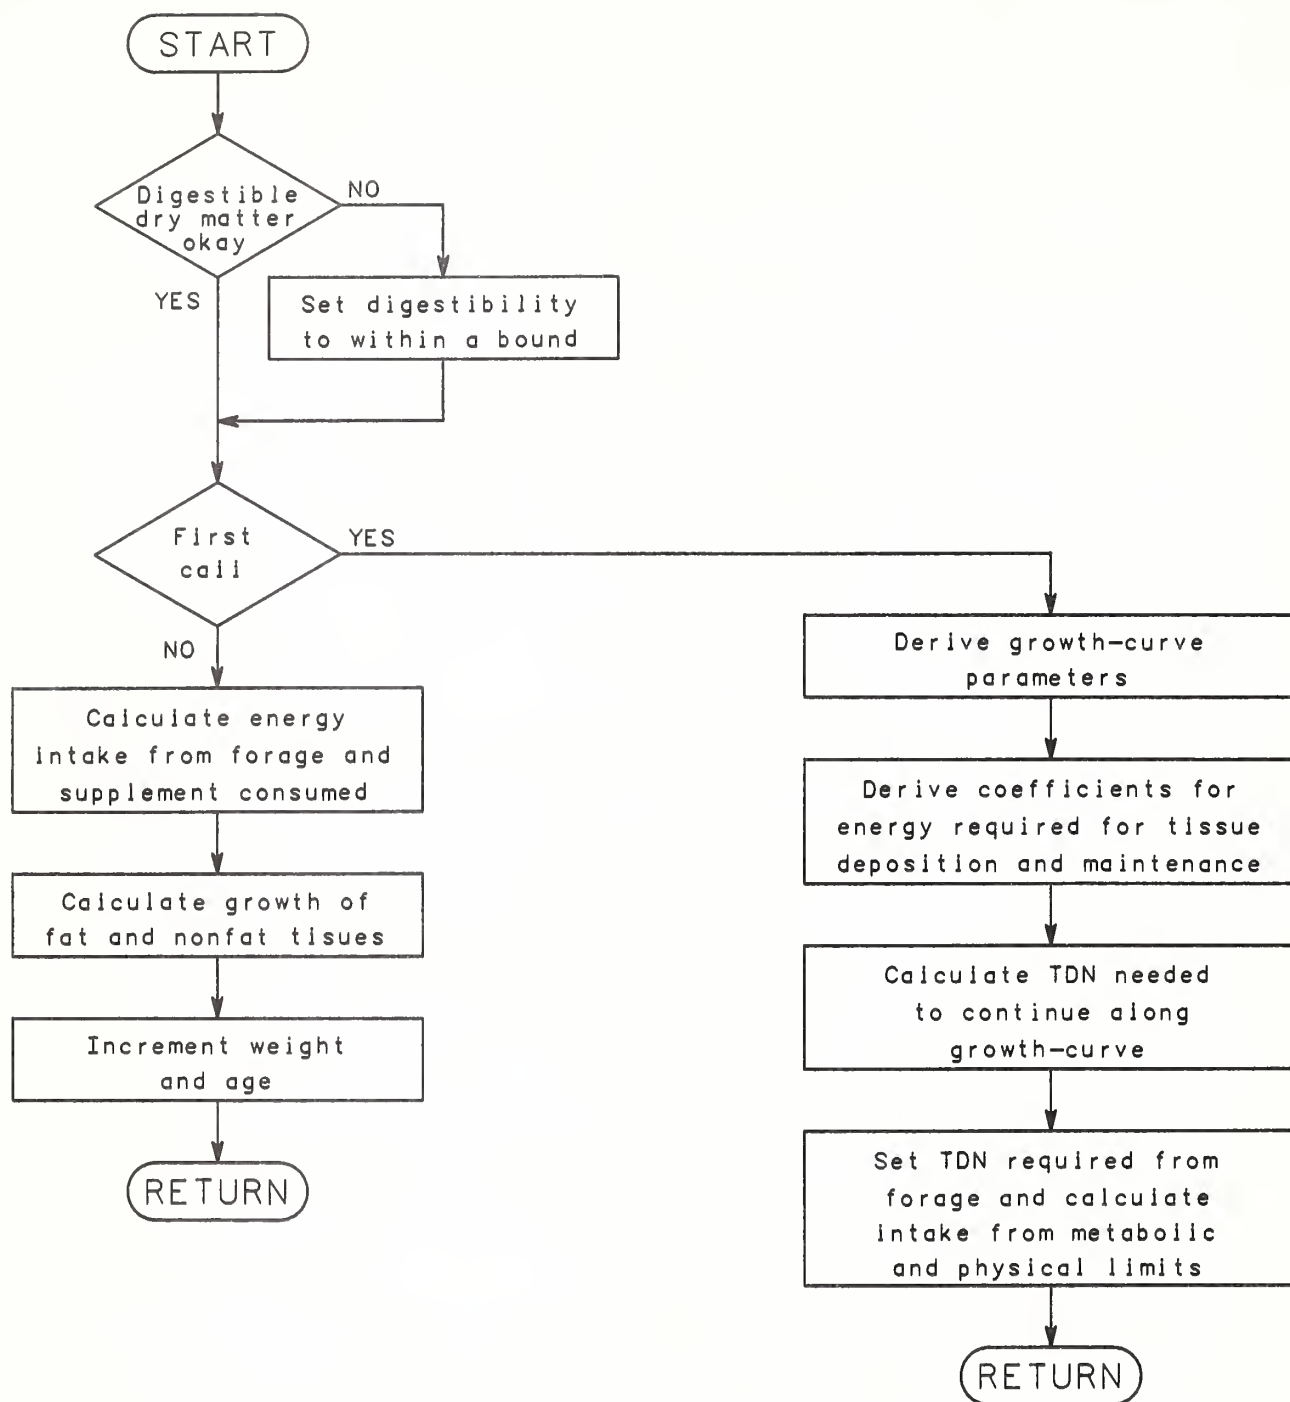 START
Digestible
dry matter
okay
NO
YES
Set digestibility
to within a bound
First
call
YES
NO
Calculate energy
intake from forage and
supplement consumed
Calculate growth of
fat and nonfat tisues
Increment weight
and age
RETURN
Derive growth-curve
parameters
Derive coefficients for
energy required for tissue
deposition and maintenance
Calculate TDN needed
to continue along
growth-curve
Set TDN required from
forage and calculate
intake from metabolic
and physical limits
RETURN